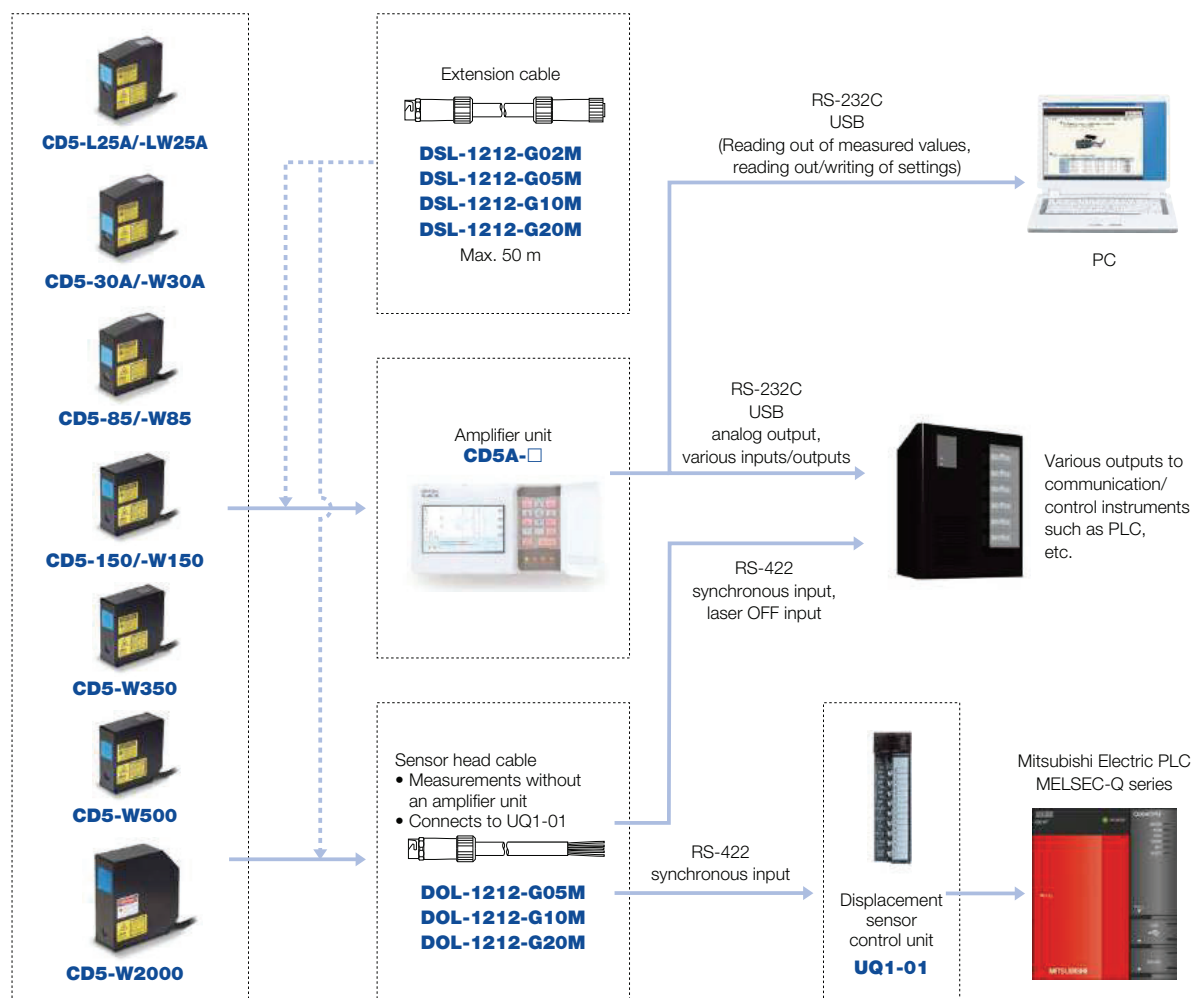 CD5-L25A/-LW25A
CD5-30A/-W30A
CD5-85/-W85
CD5-150/-W150
CD5-W350
CD5-W500
CD5-W2000
Extension cable
DSL-1212-G02M
DSL-1212-G05M
DSL-1212-G10M
DSL-1212-G20M
Max. 50 m
Amplifier unit
CD5A-□
Sensor head cable
• Measurements without
an amplifier unit
• Connects to UQ1-01
DOL-1212-G05M
DOL-1212-G10M
DOL-1212-G20M
RS-232C
USB
(Reading out of measured values,
reading out/writing of settings)
PC
RS-232C
USB
analog output,
various inputs/outputs
Various outputs to
communication/
control instruments
such as PLC,
etc.
RS-422
synchronous input,
laser OFF input
RS-422
synchronous input
Displacement
sensor
control unit
UQ1-01
Mitsubishi Electric PLC
MELSEC-Q series
MITSUBISHI